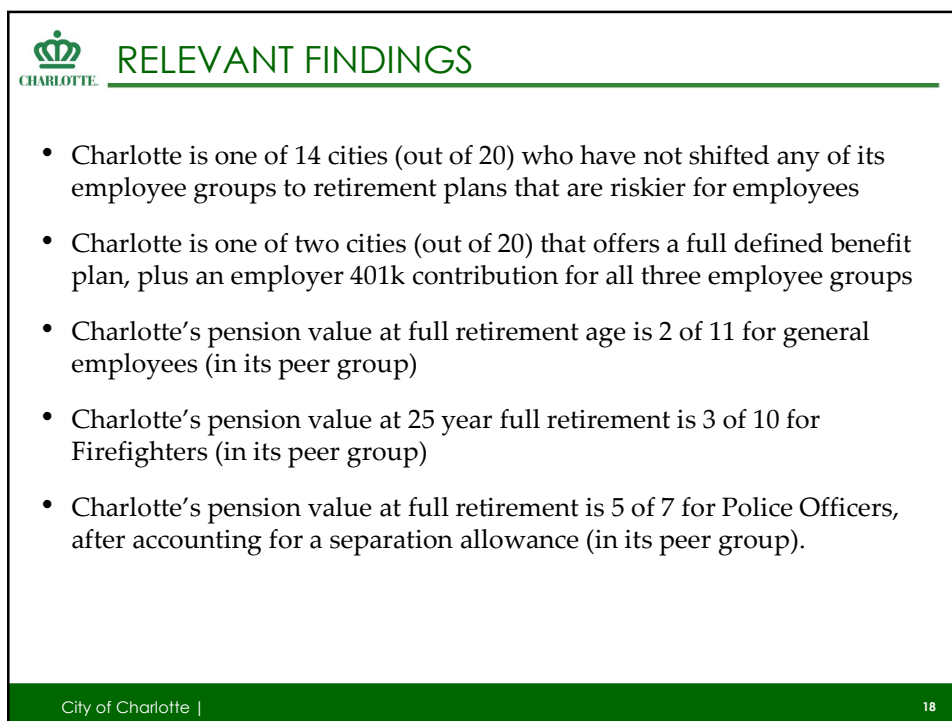 CHARLOTTE.
RELEVANT FINDINGS
• Charlotte is one of 14 cities (out of 20) who have not shifted any of its
employee groups to retirement plans that are riskier for employees
• Charlotte is one of two cities (out of 20) that offers a full defined benefit
plan, plus an employer 401k contribution for all three employee groups
• Charlotte’s pension value at full retirement age is 2 of 11 for general
employees (in its peer group)
• Charlotte’s pension value at 25 year full retirement is 3 of 10 for
Firefighters (in its peer group)
• Charlotte’s pension value at full retirement is 5 of 7 for Police Officers,
after accounting for a separation allowance (in its peer group).
City of Charlotte |
18